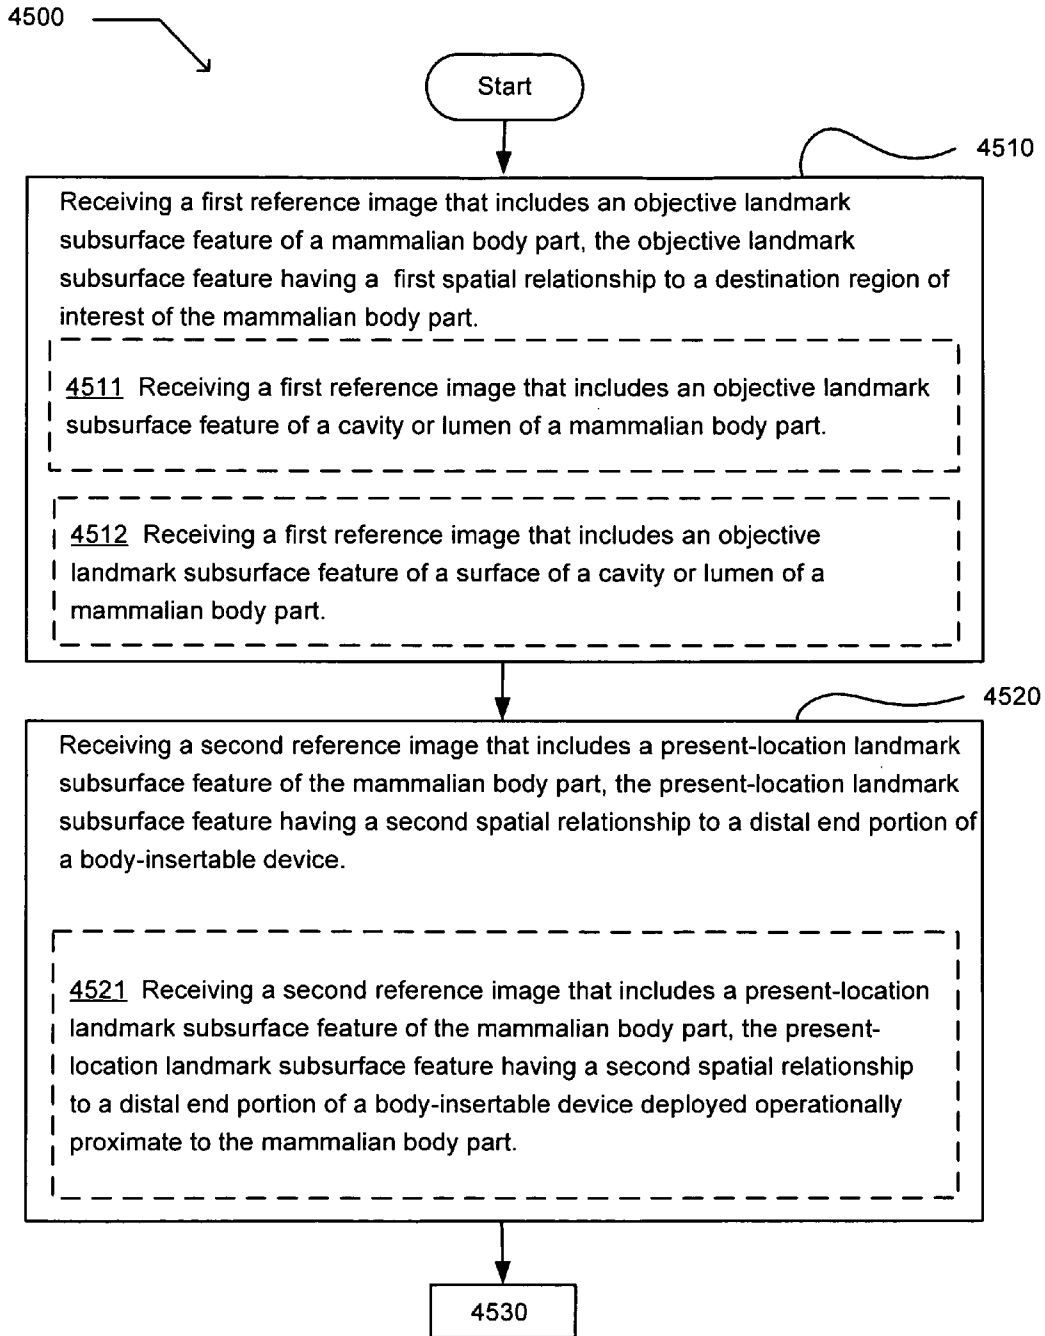 4500
Start
4510
Receiving a first reference image that includes an objective landmark
subsurface feature of a mammalian body part, the objective landmark
subsurface feature having a first spatial relationship to a destination region of
interest of the mammalian body part.
4511 Receiving a first reference image that includes an objective landmark
subsurface feature of a cavity or lumen of a mammalian body part.
4512 Receiving a first reference image that includes an objective
landmark subsurface feature of a surface of a cavity or lumen of a
mammalian body part.
4520
Receiving a second reference image that includes a present-location landmark
subsurface feature of the mammalian body part, the present-location landmark
subsurface feature having a second spatial relationship to a distal end portion of
a body-insertable device.
4521 Receiving a second reference image that includes a present-location
landmark subsurface feature of the mammalian body part, the present-
location landmark subsurface feature having a second spatial relationship
to a distal end portion of a body-insertable device deployed operationally
proximate to the mammalian body part.
4530